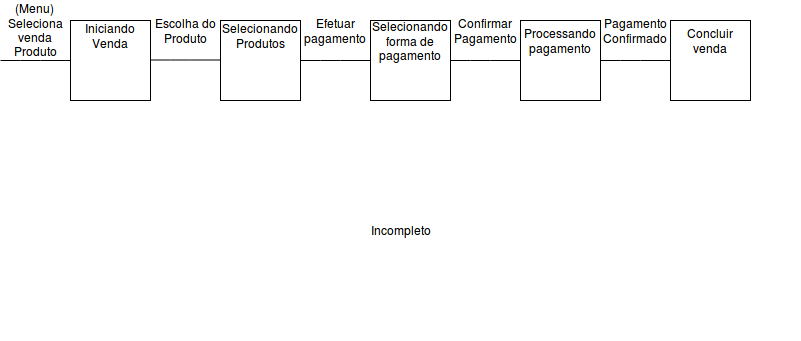 (Menu)
Seleciona
venda
Produto
Iniciando
Venda
Escolha do
Produto
Selecionando
Produtos
Efetuar
pagamento
Selecionando
forma de
pagamento
Confirmar
Pagamento
Processando
pagamento
Pagamento
Confirmado
Concluir
venda
Incompleto